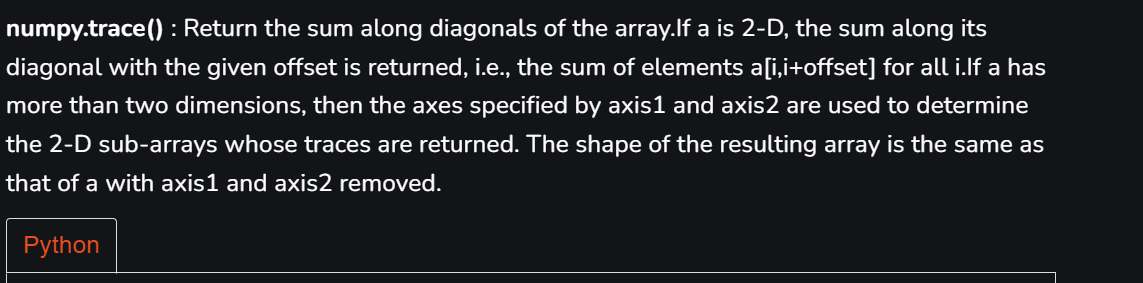 numpy.trace() : Return the sum along diagonals of the array.If a is 2-D, the sum along its
diagonal with the given offset is returned, i.e., the sum of elements a[i,i+offset] for all i.If a has
more than two dimensions, then the axes specified by axis1 and axis2 are used to determine
the 2-D sub-arrays whose traces are returned. The shape of the resulting array is the same as
that of a with axis1 and axis2 removed.
Python